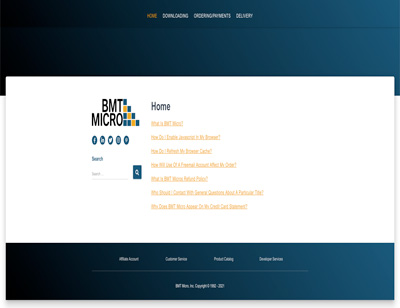 HOME DOWNLOADING ORDERING/PAYMENTS DELIVERY
BMT
MICRO
Home
What Is BMT Micro?
How Do I Enable Javascript In My Browser?
How Do I Refresh My Browser Cache?
How Will Use Of A Freemail Account Affect My Order?
What Is BMT Micros Refund Policy?
Who Should I Contact With General Questions About A Particular Title?
Why Does BMT Micro Appear On My Credit Card Statement?
Search
Search
Affiliate Account
Customer Service
Product Catalog
Developer Services
BMT Micro, Inc. Copyright © 1992 - 2021